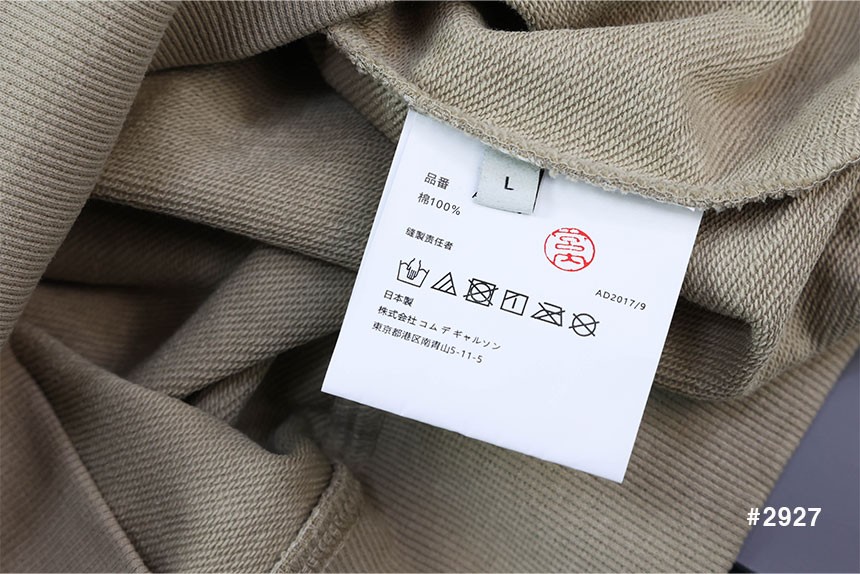 L
品番
棉100%
縫製责任者
AD2017/9
日本製
株式会社コムデギャルソン
東京都港区南青山5-11-5
#2927